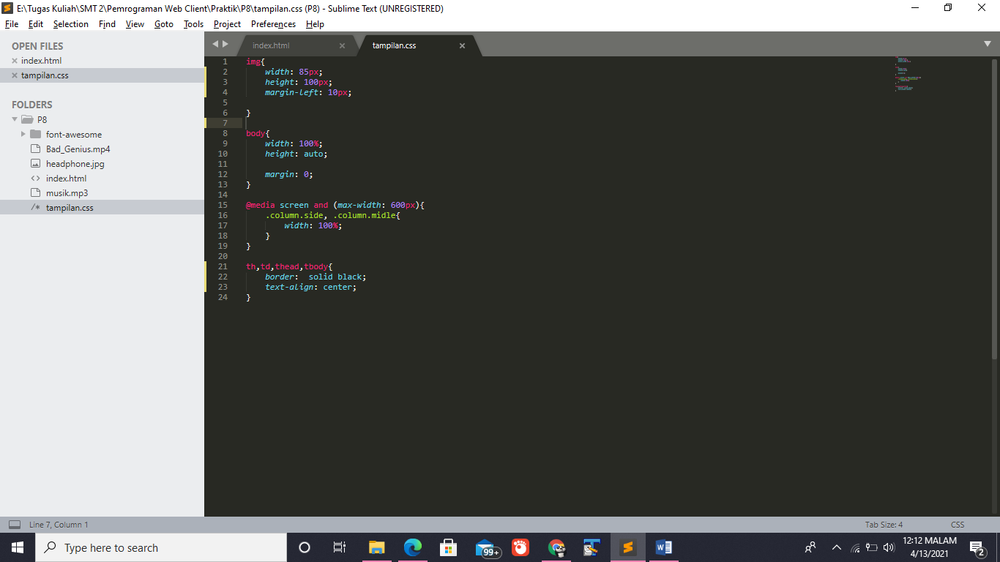 E:\Tugas Kuliah\SMT 2\Pemrograman Web Client\Praktik\P8\tampilan.css (P8) - Sublime Text (UNREGISTERED)
File Edit Selection Find View Goto Tools Project Preferences Help
OPEN FILES
index.html
tampilan.css
FOLDERS
P8
font-awesome
Bad_Genius.mp4
headphone.jpg
index.html
musik.mp3
tampilan.css
index.html tampilan.css
1 img{
2 width: 85px;
3 height: 100px;
4 margin-left: 10px;
5
6 }
7
8 body{
9 width: 100%;
10 height: auto;
11
12 margin: 0;
13 }
14
15 @media screen and (max-width: 600px){
16 .column.side, .column.midle{
17 width: 100%;
18 }
19 }
20
21 th,td,thead,tbody{
22 border:  solid black;
23 text-align: center;
24 }
Line 7, Column 1 Tab Size: 4 CSS
Type here to search
99+
12:12 MALAM
4/13/2021
2